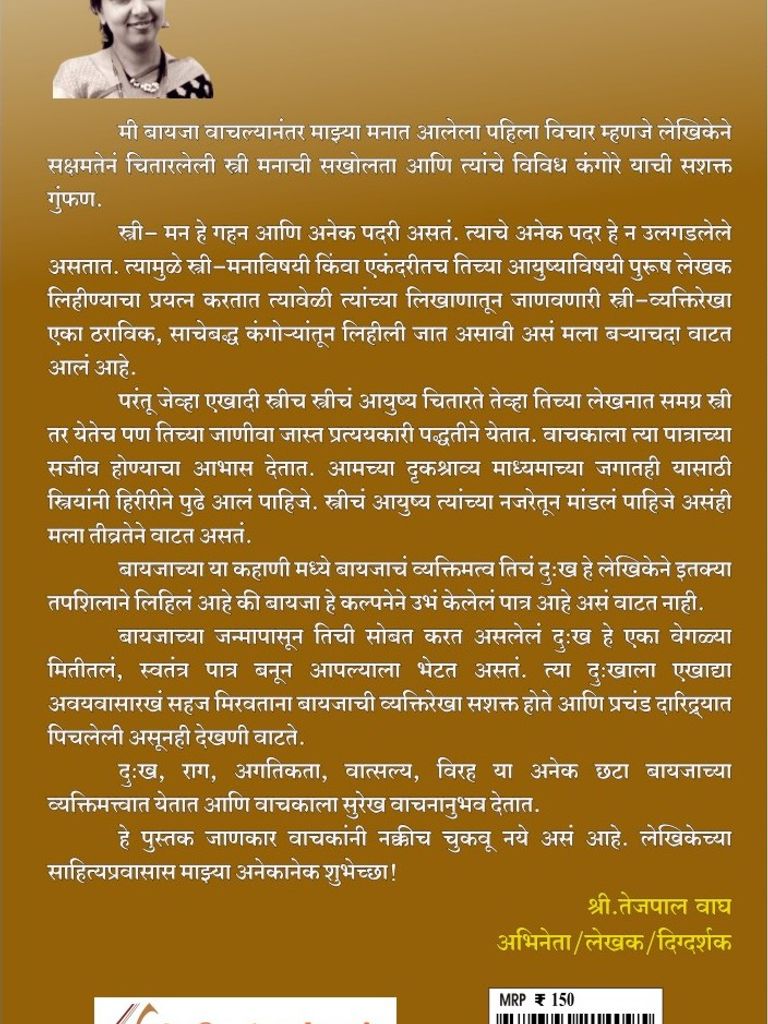 मी बायजा वाचल्यानंतर माझ्या मनात आलेला पहिला विचार म्हणजे लेखिकेने
सक्षमतेनं चितारलेली स्त्री मनाची सखोलता आणि त्यांचे विविध कंगोरे याची सशक्त
गुंफण.
स्त्री– मन हे गहन आणि अनेक पदरी असतं. त्याचे अनेक पदर हे न उलगडलेले
असतात. त्यामुळे स्त्री–मनाविषयी किंवा एकंदरीतच तिच्या आयुष्याविषयी पुरूष लेखक
लिहीण्याचा प्रयत्न करतात त्यावेळी त्यांच्या लिखाणातून जाणवणारी स्त्री–व्यक्तिरेखा
एका ठराविक, साचेबद्ध कंगोऱ्यांतून लिहीली जात असावी असं मला बऱ्याचदा वाटत
आलं आहे.
परंतू जेव्हा एखादी स्त्रीच स्त्रीचं आयुष्य चितारते तेव्हा तिच्या लेखनात समग्र स्त्री
तर येतेच पण तिच्या जाणीवा जास्त प्रत्ययकारी पद्धतीने येतात. वाचकाला त्या पात्राच्या
सजीव होण्याचा आभास देतात. आमच्या दृकश्राव्य माध्यमाच्या जगातही यासाठी
स्त्रियांनी हिरीरीने पुढे आलं पाहिजे. स्त्रीचं आयुष्य त्यांच्या नजरेतून मांडलं पाहिजे असंही
मला तीव्रतेने वाटत असतं.
बायजाच्या या कहाणी मध्ये बायजाचं व्यक्तिमत्व तिचं दुःख हे लेखिकेने इतक्या
तपशिलाने लिहिलं आहे की बायजा हे कल्पनेने उभं केलेलं पात्र आहे असं वाटत नाही.
बायजाच्या जन्मापासून तिची सोबत करत असलेलं दुःख हे एका वेगळ्या
मितीतलं, स्वतंत्र पात्र बनून आपल्याला भेटत असतं. त्या दुःखाला एखाद्या
अवयवासारखं सहज मिरवताना बायजाची व्यक्तिरेखा सशक्त होते आणि प्रचंड दारिद्र्यात
पिचलेली असूनही देखणी वाटते.
दुःख, राग, अगतिकता, वात्सल्य, विरह या अनेक छटा बायजाच्या
व्यक्तिमत्त्वात येतात आणि वाचकाला सुरेख वाचनानुभव देतात.
हे पुस्तक जाणकार वाचकांनी नक्कीच चुकवू नये असं आहे. लेखिकेच्या
साहित्यप्रवासास माझ्या अनेकानेक शुभेच्छा!
श्री.तेजपाल वाघ
अभिनेता/लेखक/दिग्दर्शक
MRP ₹ 150